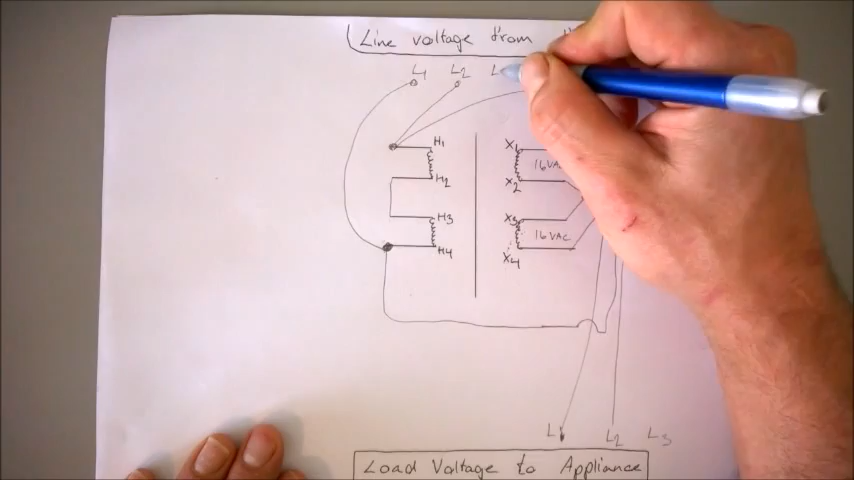 Line voltage from
L1 L2 L
H1 X1
16VAC
H2 X2
H3 X3
16VAC
H4 X4
L L2 L3
Load Voltage to Appliance